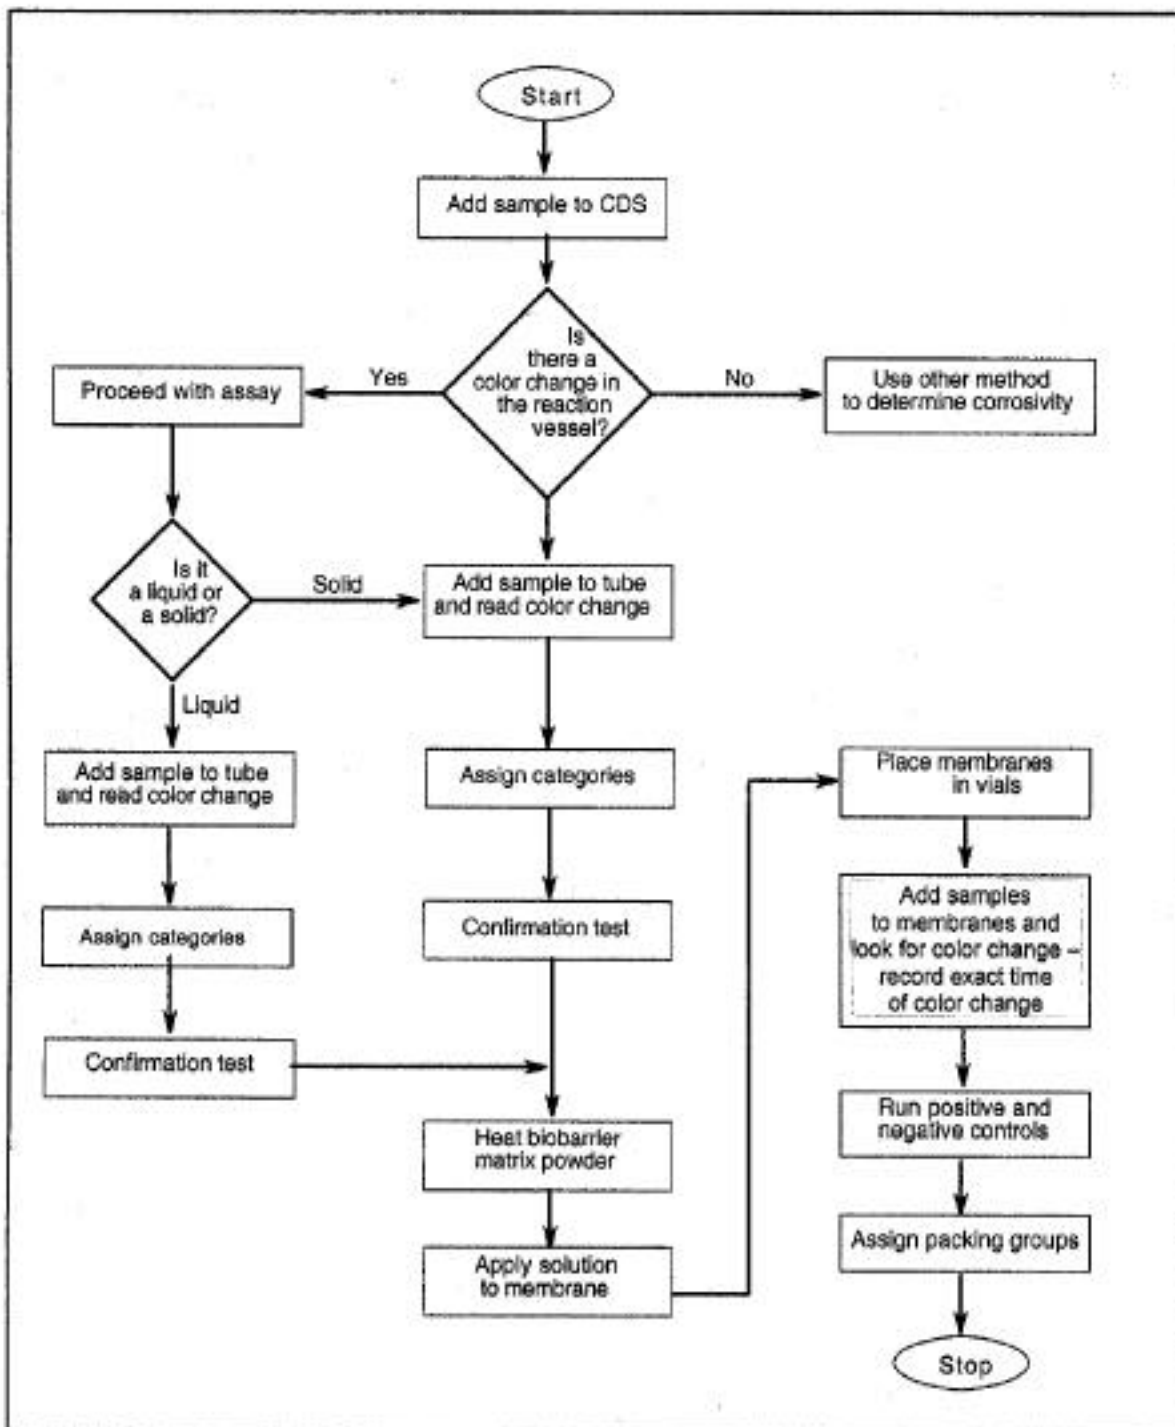 Start
Add sample to CDS
Is
there a
color change in
the reaction
vessel?
Yes
No
Proceed with assay
Use other method
to determine corrosivity
Is it
a liquid or
a solid?
Solid
Liquid
Add sample to tube
and read color change
Add sample to tube
and read color change
Assign categories
Confirmation test
Assign categories
Confirmation test
Heat biobarrier
matrix powder
Apply solution
to membrane
Place membranes
in vials
Add samples
to membranes and
look for color change –
record exact time
of color change
Run positive and
negative controls
Assign packing groups
Stop